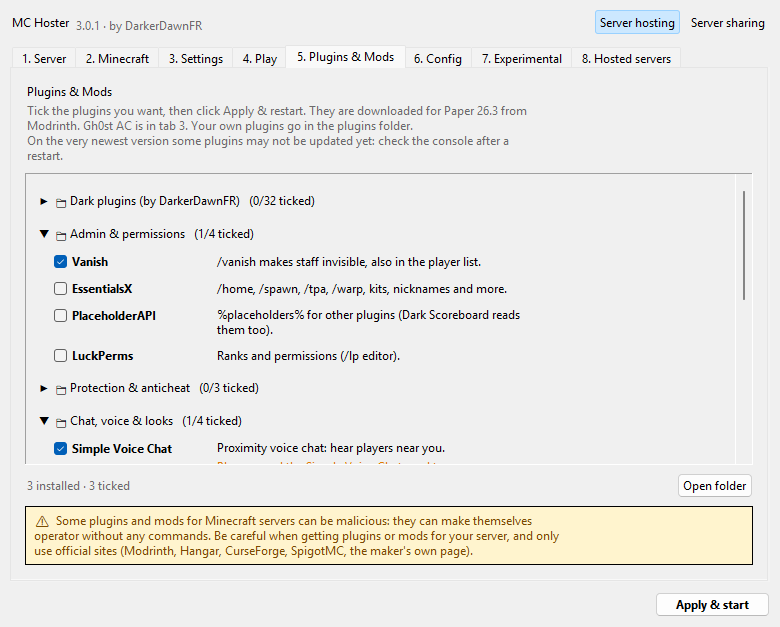 MC Hoster 3.0.1 · by DarkerDawnFR
Server hosting
Server sharing
1. Server
2. Minecraft
3. Settings
4. Play
5. Plugins & Mods
6. Config
7. Experimental
8. Hosted servers
Plugins & Mods
Tick the plugins you want, then click Apply & restart. They are downloaded for Paper 26.3 from
Modrinth. Gh0st AC is in tab 3. Your own plugins go in the plugins folder.
On the very newest version some plugins may not be updated yet: check the console after a
restart.
Dark plugins (by DarkerDawnFR) (0/32 ticked)
Admin & permissions (1/4 ticked)
Vanish
/vanish makes staff invisible, also in the player list.
EssentialsX
/home, /spawn, /tpa, /warp, kits, nicknames and more.
PlaceholderAPI
%placeholders% for other plugins (Dark Scoreboard reads
them too).
LuckPerms
Ranks and permissions (/lp editor).
Protection & anticheat (0/3 ticked)
Chat, voice & looks (1/4 ticked)
Simple Voice Chat
Proximity voice chat: hear players near you.
3 installed · 3 ticked
Open folder
⚠ Some plugins and mods for Minecraft servers can be malicious: they can make themselves
operator without any commands. Be careful when getting plugins or mods for your server, and only
use official sites (Modrinth, Hangar, CurseForge, SpigotMC, the maker's own page).
Apply & start